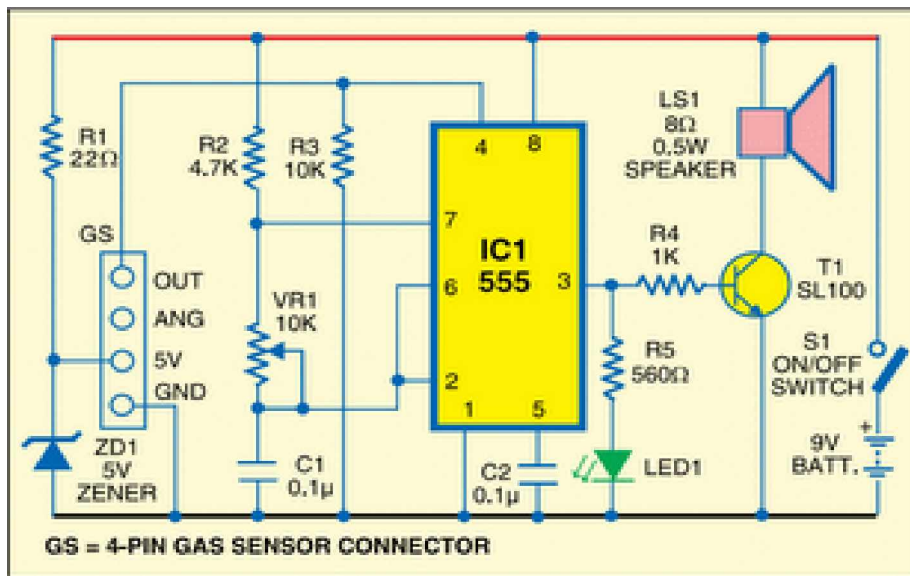 R1
22Ω
R2
4.7K
R3
10K
4
8
LS1
8Ω
0.5W
SPEAKER
GS
OUT
ANG
5V
GND
7
IC1
555
6
3
2
1
5
VR1
10K
R4
1K
T1
SL100
R5
560Ω
S1
ON/OFF
SWITCH
ZD1
5V
ZENER
C1
0.1µ
C2
0.1µ
LED1
+
9V
BATT.
GS = 4-PIN GAS SENSOR CONNECTOR